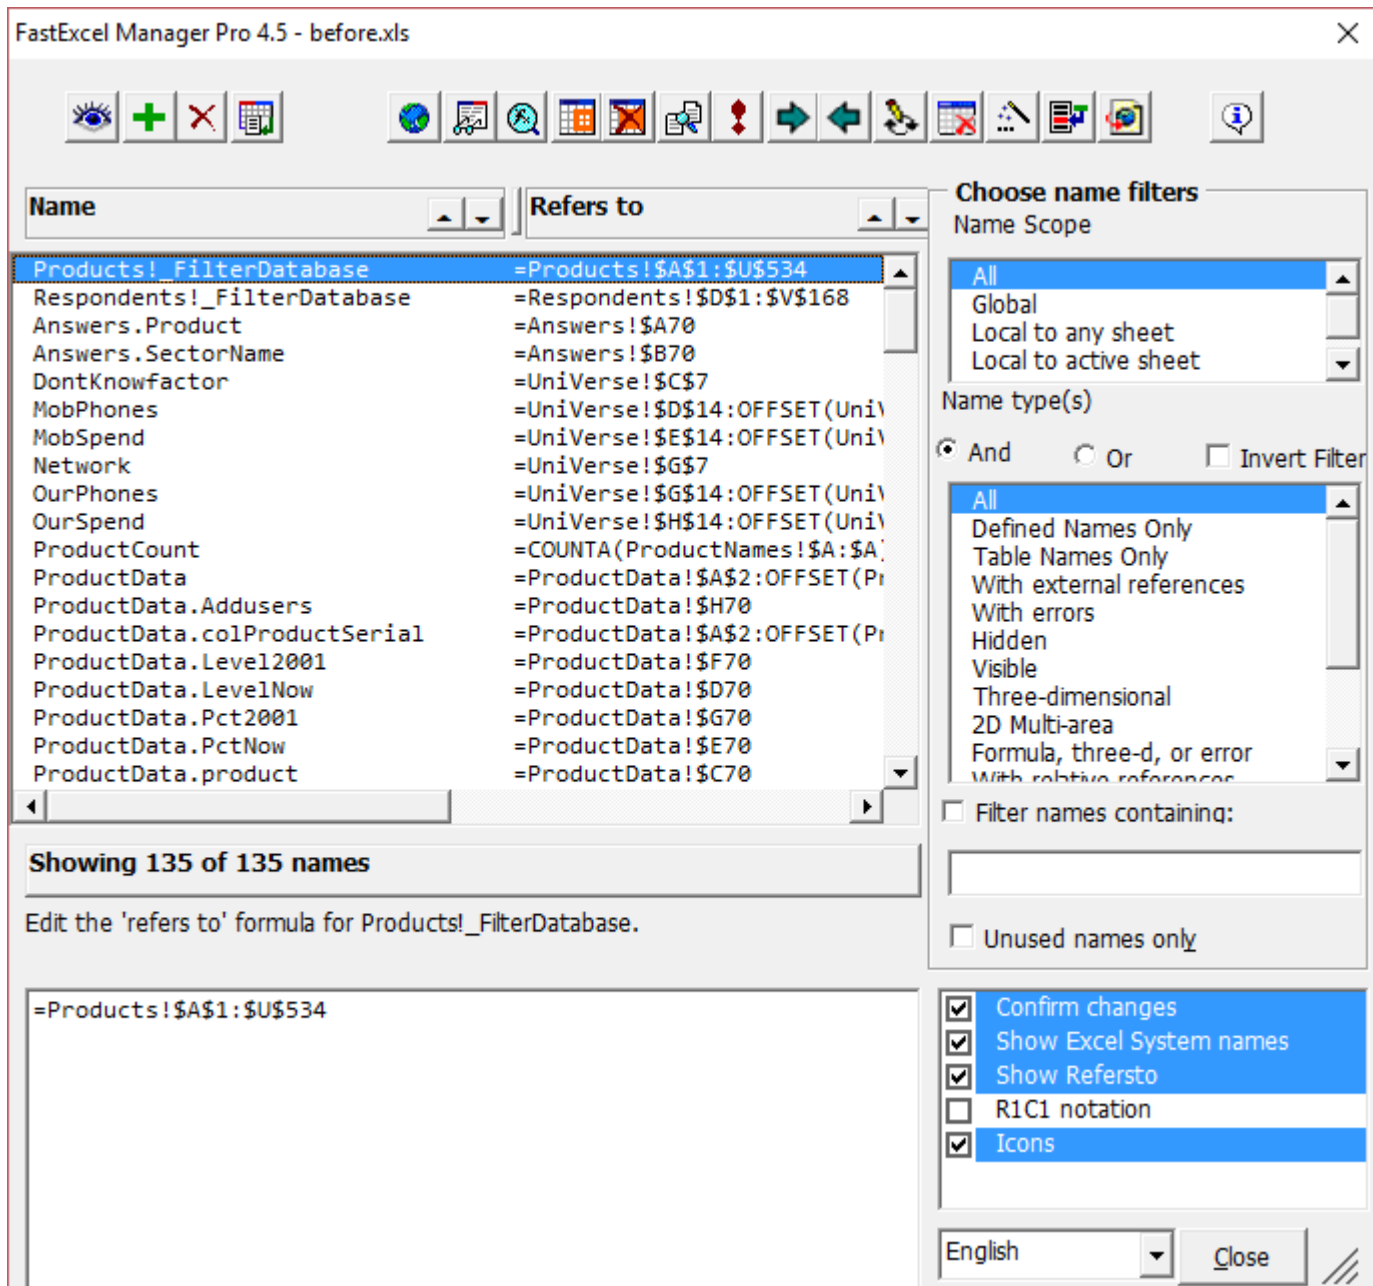 FastExcel Manager Pro 4.5 - before.xls
Name
Refers to
Products!_FilterDatabase =Products!$A$1:$U$534
Respondents!_FilterDatabase =Respondents!$D$1:$V$168
Answers.Product =Answers!$A70
Answers.SectorName =Answers!$B70
DontKnowfactor =UniVerse!$C$7
MobPhones =UniVerse!$D$14:OFFSET(Uni
MobSpend =UniVerse!$E$14:OFFSET(Uni
Network =UniVerse!$G$7
OurPhones =UniVerse!$G$14:OFFSET(Uni
OurSpend =UniVerse!$H$14:OFFSET(Uni
ProductCount =COUNTA(ProductNames!$A:$A)
ProductData =ProductData!$A$2:OFFSET(Pr
ProductData.Addusers =ProductData!$H70
ProductData.colProductSerial =ProductData!$A$2:OFFSET(Pr
ProductData.Level2001 =ProductData!$F70
ProductData.LevelNow =ProductData!$D70
ProductData.Pct2001 =ProductData!$G70
ProductData.PctNow =ProductData!$E70
ProductData.product =ProductData!$C70
Showing 135 of 135 names
Edit the 'refers to' formula for Products!_FilterDatabase.
=Products!$A$1:$U$534
Choose name filters
Name Scope
All
Global
Local to any sheet
Local to active sheet
Name type(s)
And
Or
Invert Filter
All
Defined Names Only
Table Names Only
With external references
With errors
Hidden
Visible
Three-dimensional
2D Multi-area
Formula, three-d, or error
With relative references
Filter names containing:
Unused names only
Confirm changes
Show Excel System names
Show Refersto
R1C1 notation
Icons
English
Close